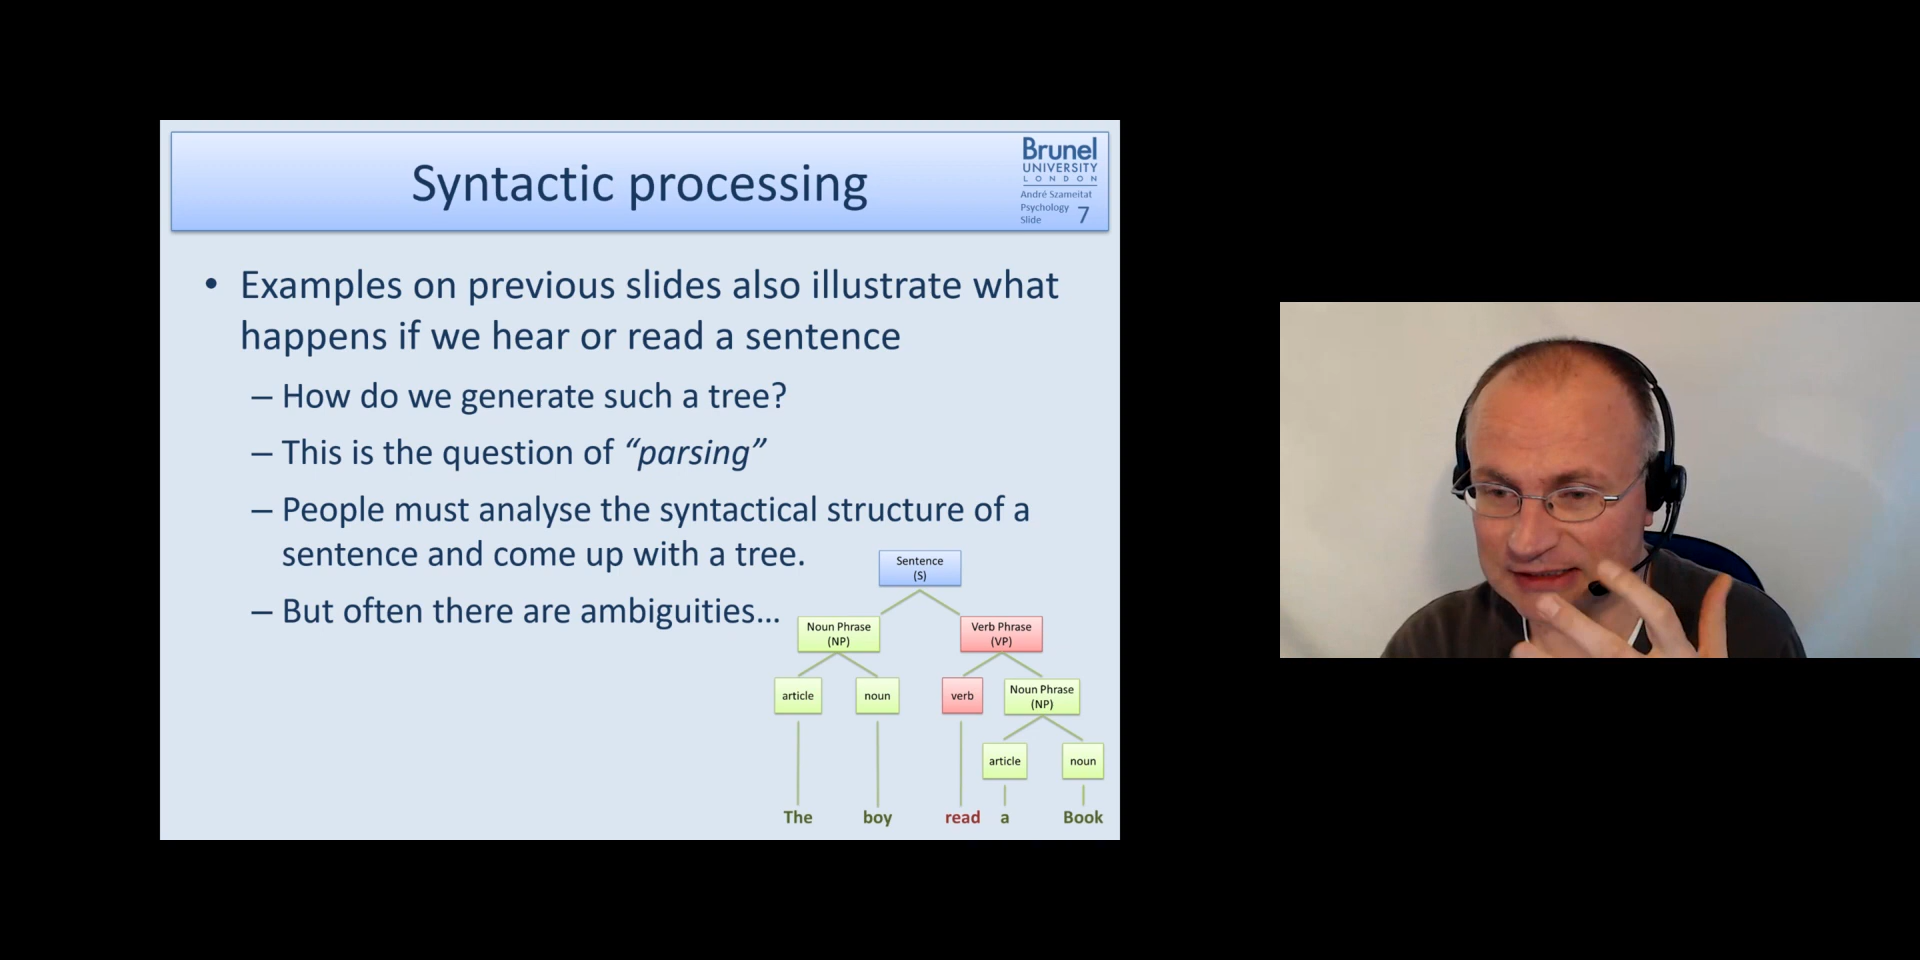 Syntactic processing
Brunel
UNIVERSITY
LONDON
André Szameitat
Psychology
Slide 7
• Examples on previous slides also illustrate what
happens if we hear or read a sentence
– How do we generate such a tree?
– This is the question of “parsing”
– People must analyse the syntactical structure of a
sentence and come up with a tree.
– But often there are ambiguities...
Sentence
(S)
Noun Phrase
(NP)
Verb Phrase
(VP)
article
noun
verb
Noun Phrase
(NP)
article
noun
The boy read a Book